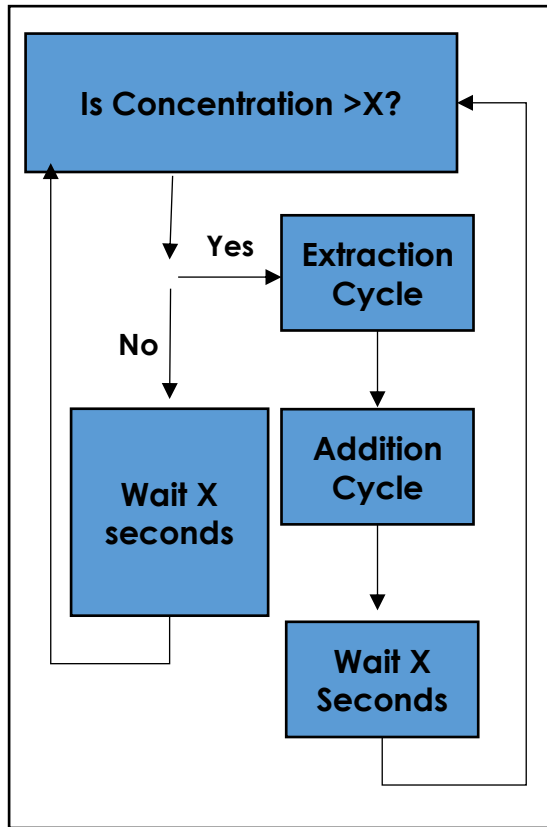 Is Concentration >X?
Yes
Extraction
Cycle
No
Wait X
seconds
Addition
Cycle
Wait X
Seconds